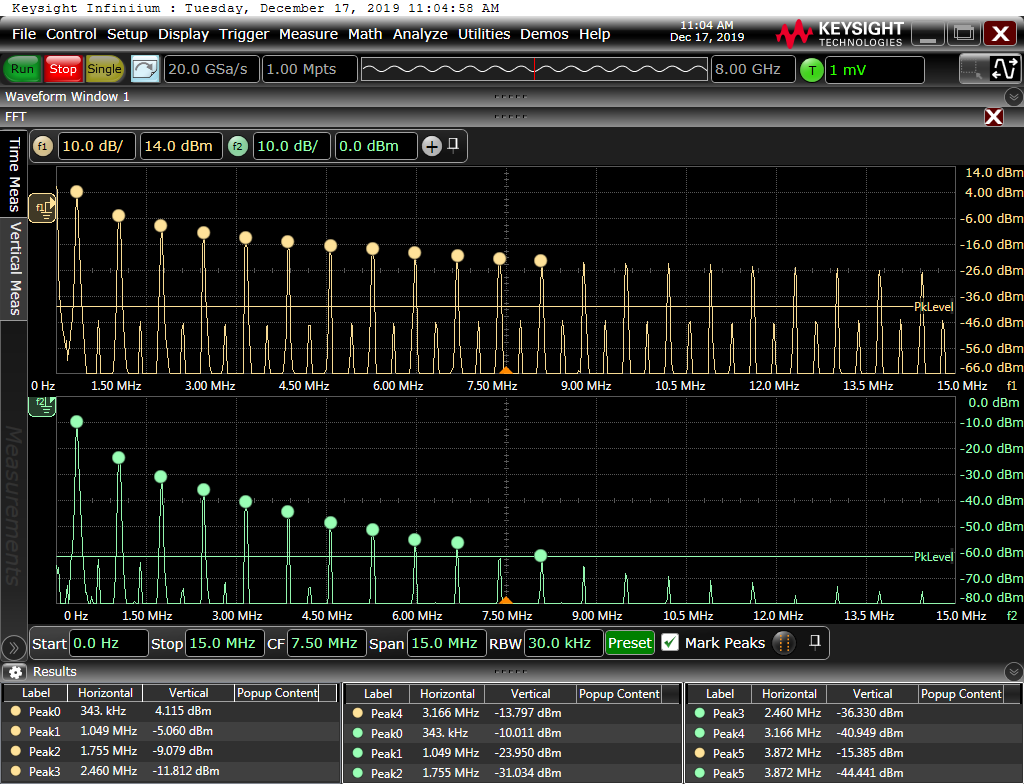 Keysight Infiniium : Tuesday, December 17, 2019 11:04:58 AM
File Control Setup Display Trigger Measure Math Analyze Utilities Demos Help
11:04 AM
Dec 17, 2019
KEYSIGHT
TECHNOLOGIES
Run Stop Single 20.0 GSa/s 1.00 Mpts 8.00 GHz T 1 mV
Waveform Window 1
FFT
Time Meas
Vertical Meas
Measurements
f1 10.0 dB/ 14.0 dBm f2 10.0 dB/ 0.0 dBm
14.0 dBm
4.00 dBm
-6.00 dBm
-16.0 dBm
-26.0 dBm
-36.0 dBm
PkLevel
-46.0 dBm
-56.0 dBm
-66.0 dBm
f1
0 Hz 1.50 MHz 3.00 MHz 4.50 MHz 6.00 MHz 7.50 MHz 9.00 MHz 10.5 MHz 12.0 MHz 13.5 MHz 15.0 MHz f1
f2
0.0 dBm
-10.0 dBm
-20.0 dBm
-30.0 dBm
-40.0 dBm
-50.0 dBm
-60.0 dBm
PkLevel
-70.0 dBm
-80.0 dBm
0 Hz 1.50 MHz 3.00 MHz 4.50 MHz 6.00 MHz 7.50 MHz 9.00 MHz 10.5 MHz 12.0 MHz 13.5 MHz 15.0 MHz f2
Start 0.0 Hz Stop 15.0 MHz CF 7.50 MHz Span 15.0 MHz RBW 30.0 kHz Preset Mark Peaks
Results
Label Horizontal Vertical Popup Content
Peak0 343. kHz 4.115 dBm
Peak1 1.049 MHz -5.060 dBm
Peak2 1.755 MHz -9.079 dBm
Peak3 2.460 MHz -11.812 dBm
Label Horizontal Vertical Popup Content
Peak4 3.166 MHz -13.797 dBm
Peak0 343. kHz -10.011 dBm
Peak1 1.049 MHz -23.950 dBm
Peak2 1.755 MHz -31.034 dBm
Label Horizontal Vertical Popup Content
Peak3 2.460 MHz -36.330 dBm
Peak4 3.166 MHz -40.949 dBm
Peak5 3.872 MHz -15.385 dBm
Peak5 3.872 MHz -44.441 dBm